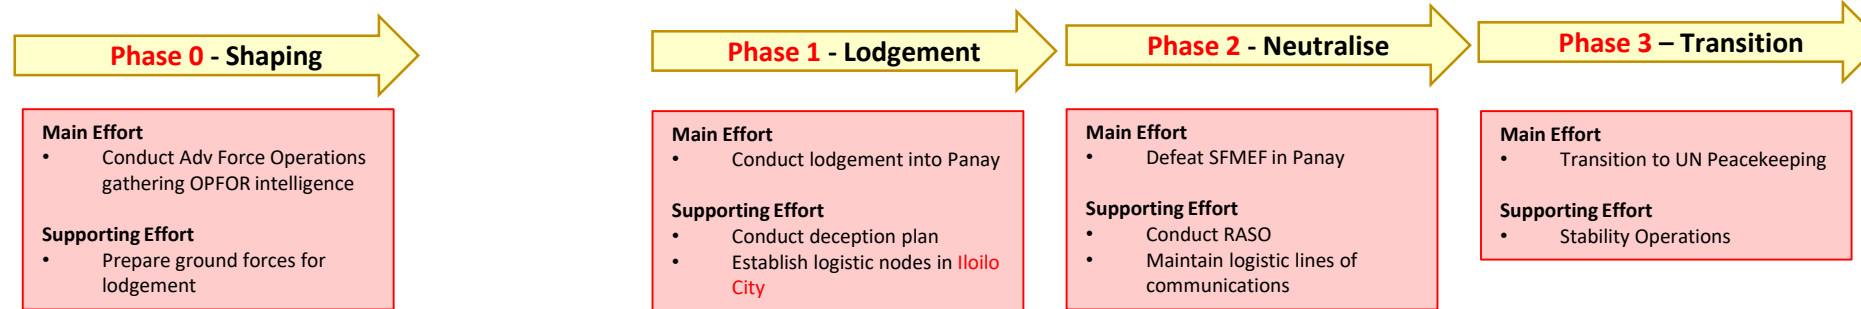 Phase 0 - Shaping
Main Effort
• Conduct Adv Force Operations
gathering OPFOR intelligence
Supporting Effort
• Prepare ground forces for
lodgement
Phase 1 - Lodgement
Main Effort
• Conduct lodgement into Panay
Supporting Effort
• Conduct deception plan
• Establish logistic nodes in Iloilo
City
Phase 2 - Neutralise
Main Effort
• Defeat SFMEF in Panay
Supporting Effort
• Conduct RASO
• Maintain logistic lines of
communications
Phase 3 – Transition
Main Effort
• Transition to UN Peacekeeping
Supporting Effort
• Stability Operations